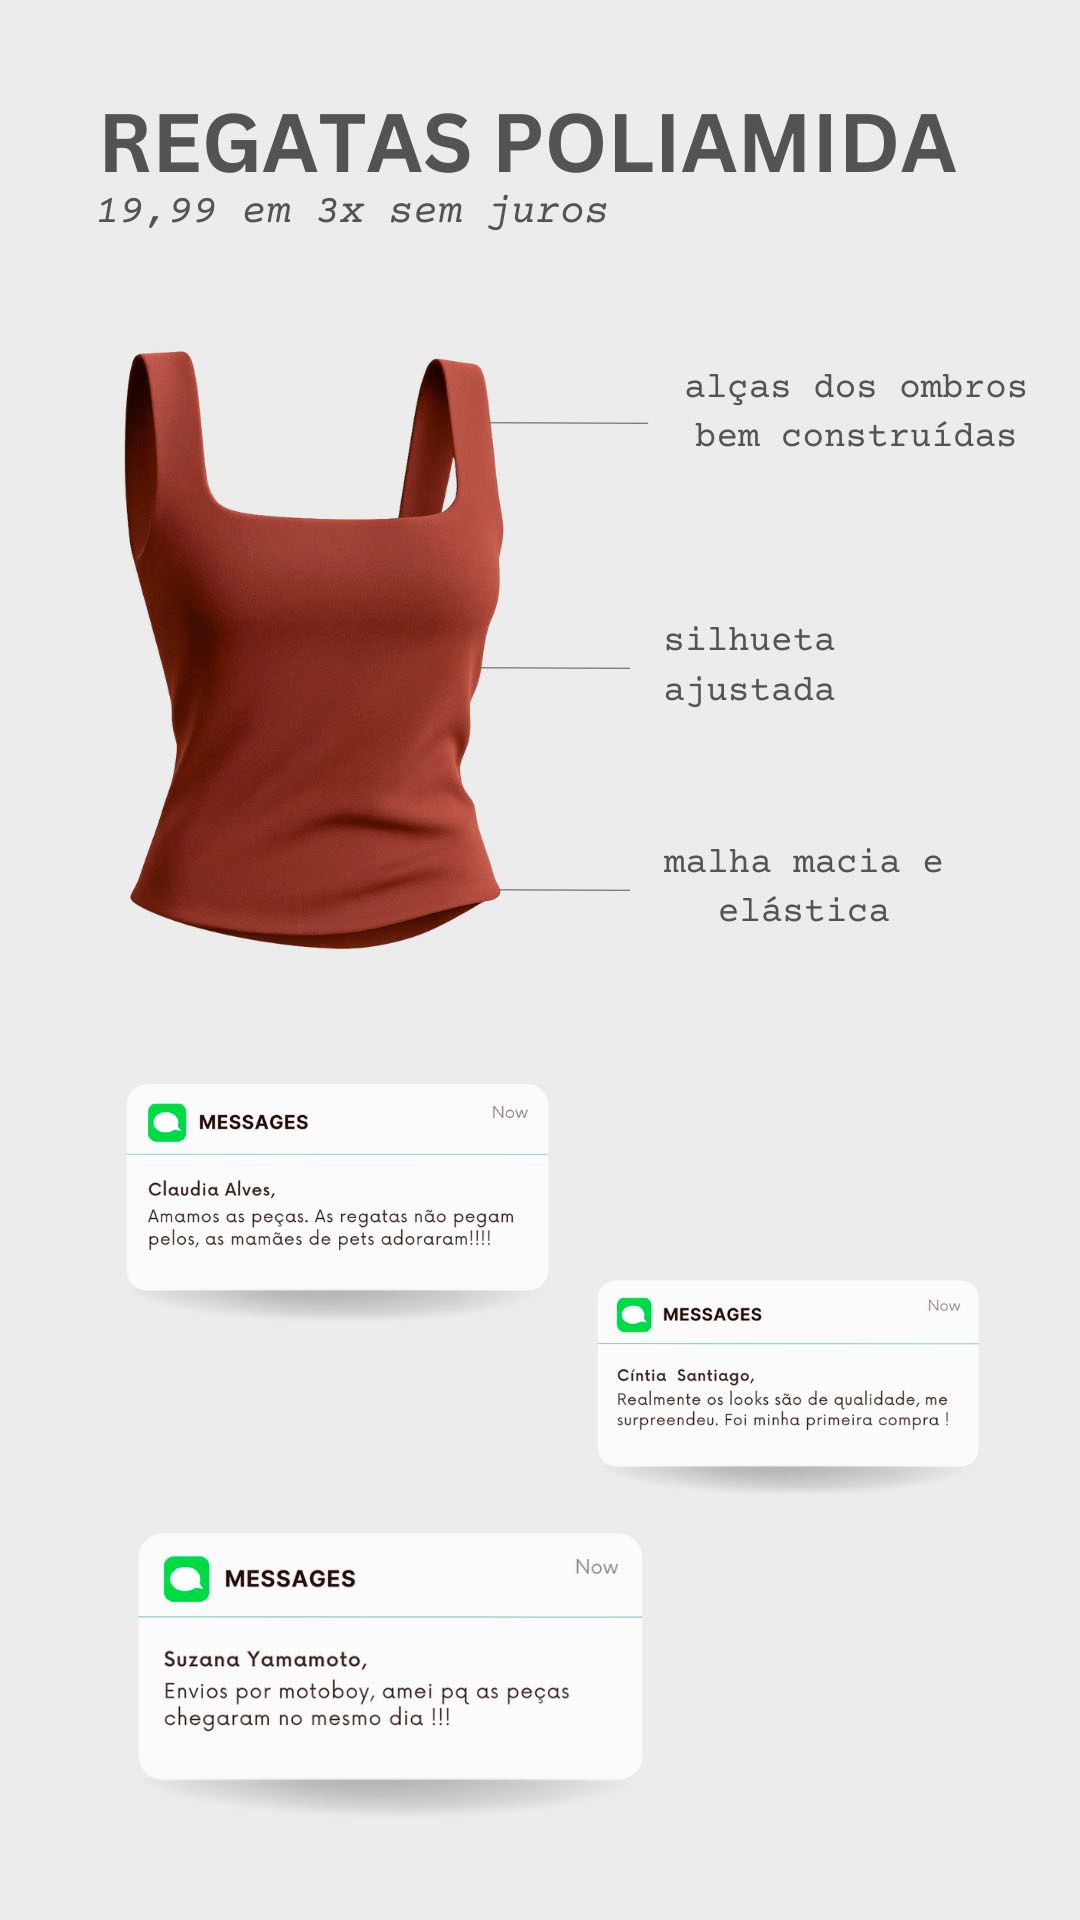 REGATAS POLIAMIDA
19,99 em 3x sem juros
alças dos ombros
bem construídas
silhueta
ajustada
malha macia e
elástica
MESSAGES
Now
Claudia Alves,
Amamos as peças. As regatas não pegam
pelos, as mamães de pets adoraram!!!!
MESSAGES
Now
Cíntia  Santiago,
Realmente os looks são de qualidade, me
surpreendeu. Foi minha primeira compra !
MESSAGES
Now
Suzana Yamamoto,
Envios por motoboy, amei pq as peças
chegaram no mesmo dia !!!